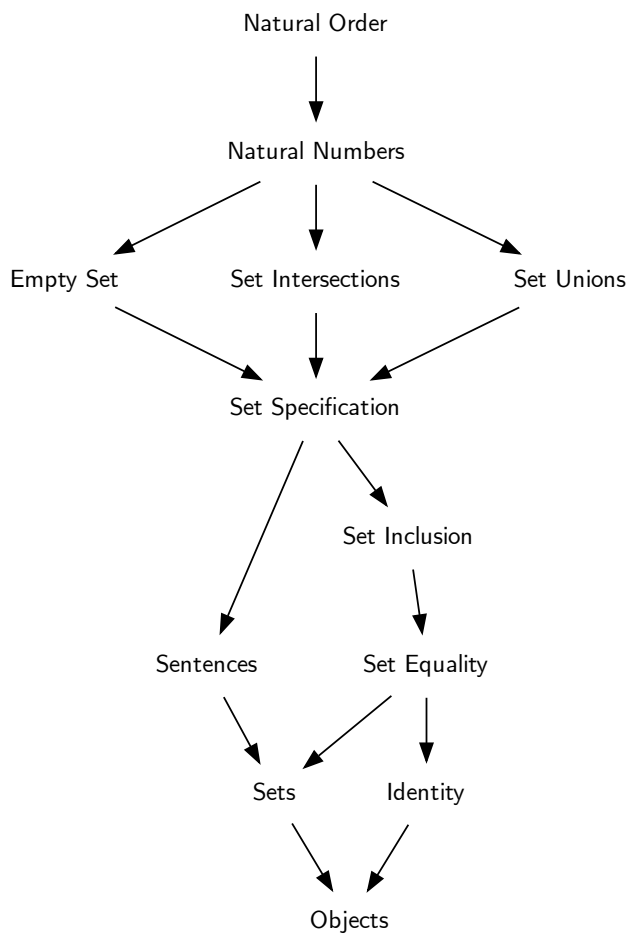 Natural Order
Natural Numbers
Empty Set
Set Intersections
Set Unions
Set Specification
Set Inclusion
Sentences
Set Equality
Sets
Identity
Objects